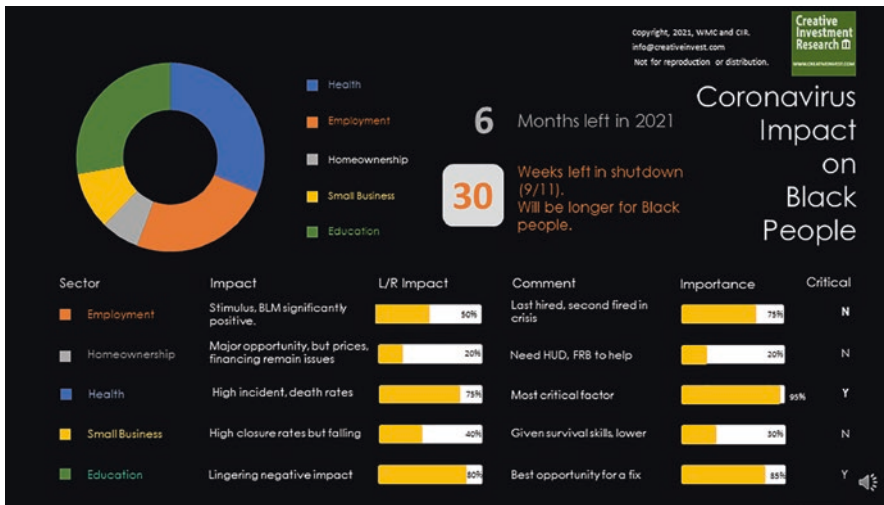 Copyright, 2021, WMC and CIR.
info@creativeinvest.com
Not for reproduction or distribution.
Creative
Investment
Research
WWW.CREATIVEINVEST.COM
Coronavirus
Impact
on
Black
People
Health
Employment
Homeownership
Small Business
Education
6 Months left in 2021
30
Weeks left in shutdown
(9/11).
Will be longer for Black
people.
Sector Impact L/R Impact Comment Importance Critical
Employment
Stimulus, BLM significantly
positive.
50%
Last hired, second fired in
crisis
75%
N
Homeownership
Major opportunity, but prices,
financing remain issues
20%
Need HUD, FRB to help
20%
N
Health
High incident, death rates
75%
Most critical factor
95%
Y
Small Business
High closure rates but falling
40%
Given survival skills, lower
30%
N
Education
Lingering negative impact
80%
Best opportunity for a fix
85%
Y